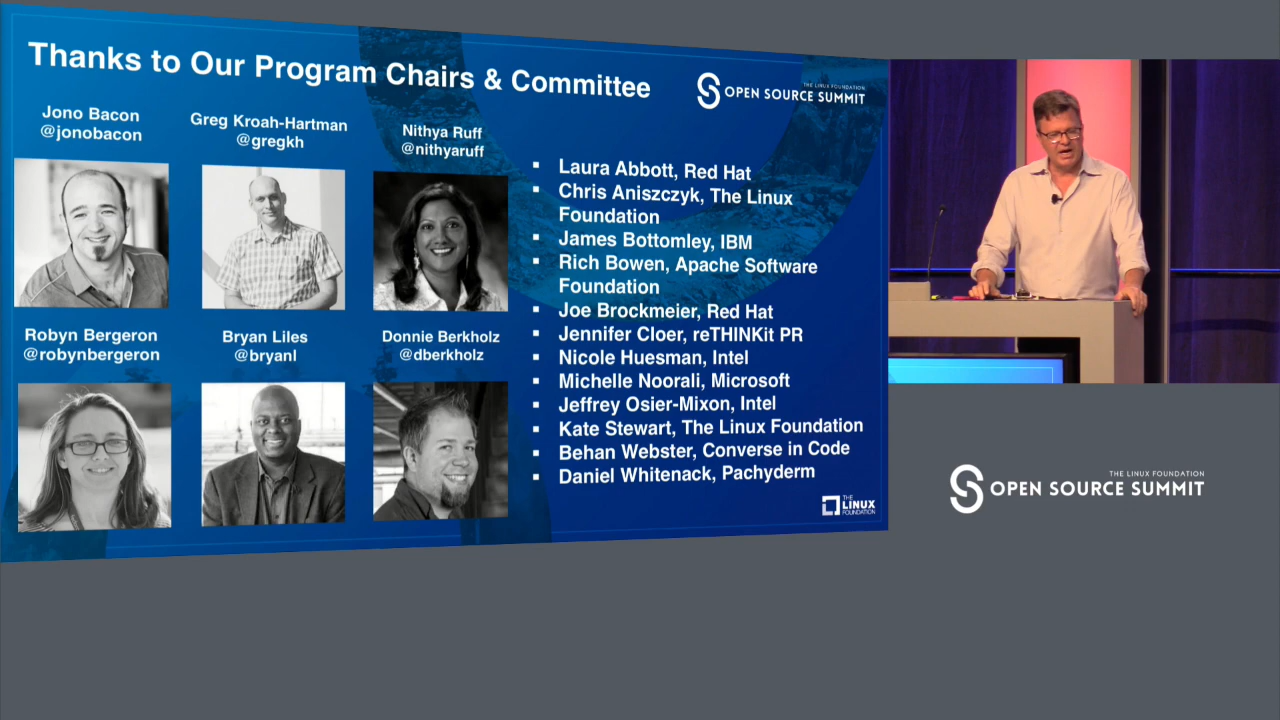 Thanks to Our Program Chairs & Committee
THE LINUX FOUNDATION
OPEN SOURCE SUMMIT
Jono Bacon
@jonobacon
Greg Kroah-Hartman
@gregkh
Nithya Ruff
@nithyaruff
Robyn Bergeron
@robynbergeron
Bryan Liles
@bryanl
Donnie Berkholz
@dberkholz
▪ Laura Abbott, Red Hat
▪ Chris Aniszczyk, The Linux
Foundation
▪ James Bottomley, IBM
▪ Rich Bowen, Apache Software
Foundation
▪ Joe Brockmeier, Red Hat
▪ Jennifer Cloer, reTHINKit PR
▪ Nicole Huesman, Intel
▪ Michelle Noorali, Microsoft
▪ Jeffrey Osier-Mixon, Intel
▪ Kate Stewart, The Linux Foundation
▪ Behan Webster, Converse in Code
▪ Daniel Whitenack, Pachyderm
THE
LINUX
FOUNDATION
THE LINUX FOUNDATION
OPEN SOURCE SUMMIT